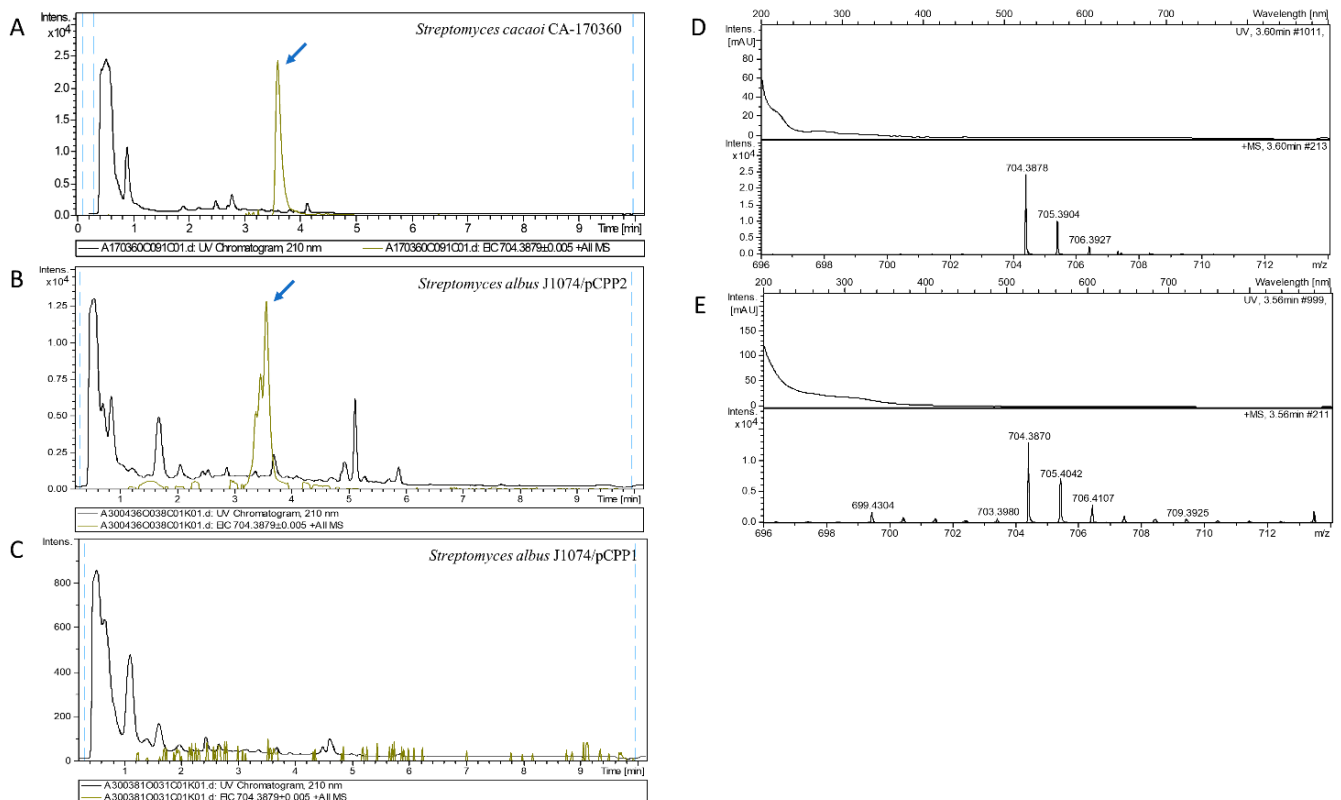 A
Intens.
x10⁴
Streptomyces cacaoi CA-170360
2.5
2.0
1.5
1.0
0.5
0.0
0 1 2 3 4 5 6 7 8 9 Time [min]
A170360C091C01.d: UV Chromatogram, 210 nm A170360C091C01.d: EIC 704.3879±0.005 +All MS
B
Intens.
x10⁴
Streptomyces albus J1074/pCPP2
1.25
1.00
0.75
0.50
0.25
0.00
1 2 3 4 5 6 7 8 9 Time [min]
A300436O038C01K01.d: UV Chromatogram, 210 nm
A300436O038C01K01.d: EIC 704.3879±0.005 +All MS
C
Intens.
Streptomyces albus J1074/pCPP1
800
600
400
200
0
1 2 3 4 5 6 7 8 9 Time [min]
A300381O031C01K01.d: UV Chromatogram, 210 nm
A300381O031C01K01.d: EIC 704.3879±0.005 +All MS
D
200 300 400 500 600 700 Wavelength [nm]
Intens.
[mAU]
UV, 3.60min #1011,
80
60
40
20
0
Intens.
x10⁴
+MS, 3.60min #213
2.5
2.0
1.5
1.0
0.5
0.0
704.3878
705.3904
706.3927
696 698 700 702 704 706 708 710 712 m/z
E
200 300 400 500 600 700 Wavelength [nm]
Intens.
[mAU]
UV, 3.56min #999,
150
100
50
0
Intens.
x10⁴
+MS, 3.56min #211
1.0
0.5
0.0
704.3870
705.4042
706.4107
699.4304
703.3980
709.3925
696 698 700 702 704 706 708 710 712 m/z